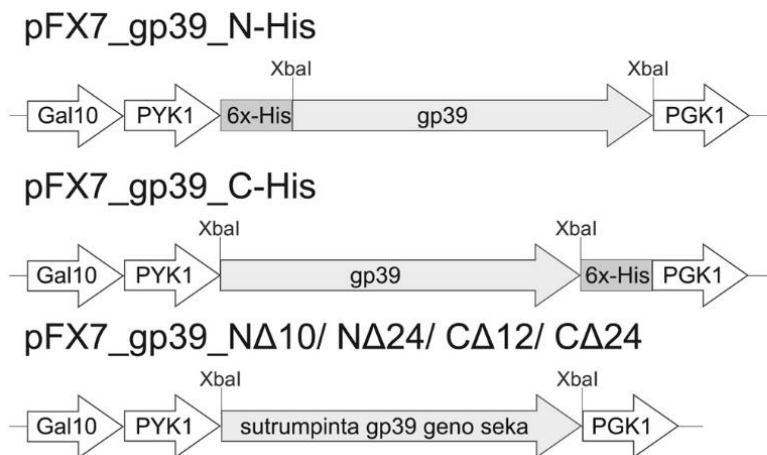 pFX7_gp39_N-His
XbaI XbaI
Gal10 PYK1 6x-His gp39 PGK1
pFX7_gp39_C-His
XbaI XbaI
Gal10 PYK1 gp39 6x-His PGK1
pFX7_gp39_NΔ10/ NΔ24/ CΔ12/ CΔ24
XbaI XbaI
Gal10 PYK1 sutrumpinta gp39 geno seka PGK1